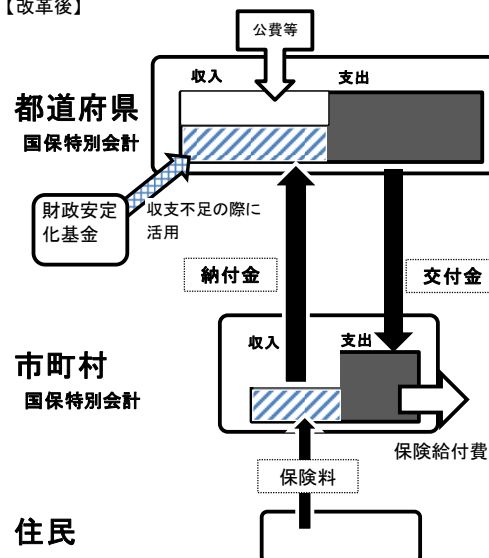 【改革後】
公費等
収入
支出
都道府県
国保特別会計
財政安定
化基金
収支不足の際に
活用
納付金
交付金
収入
支出
市町村
国保特別会計
保険給付費
保険料
住民